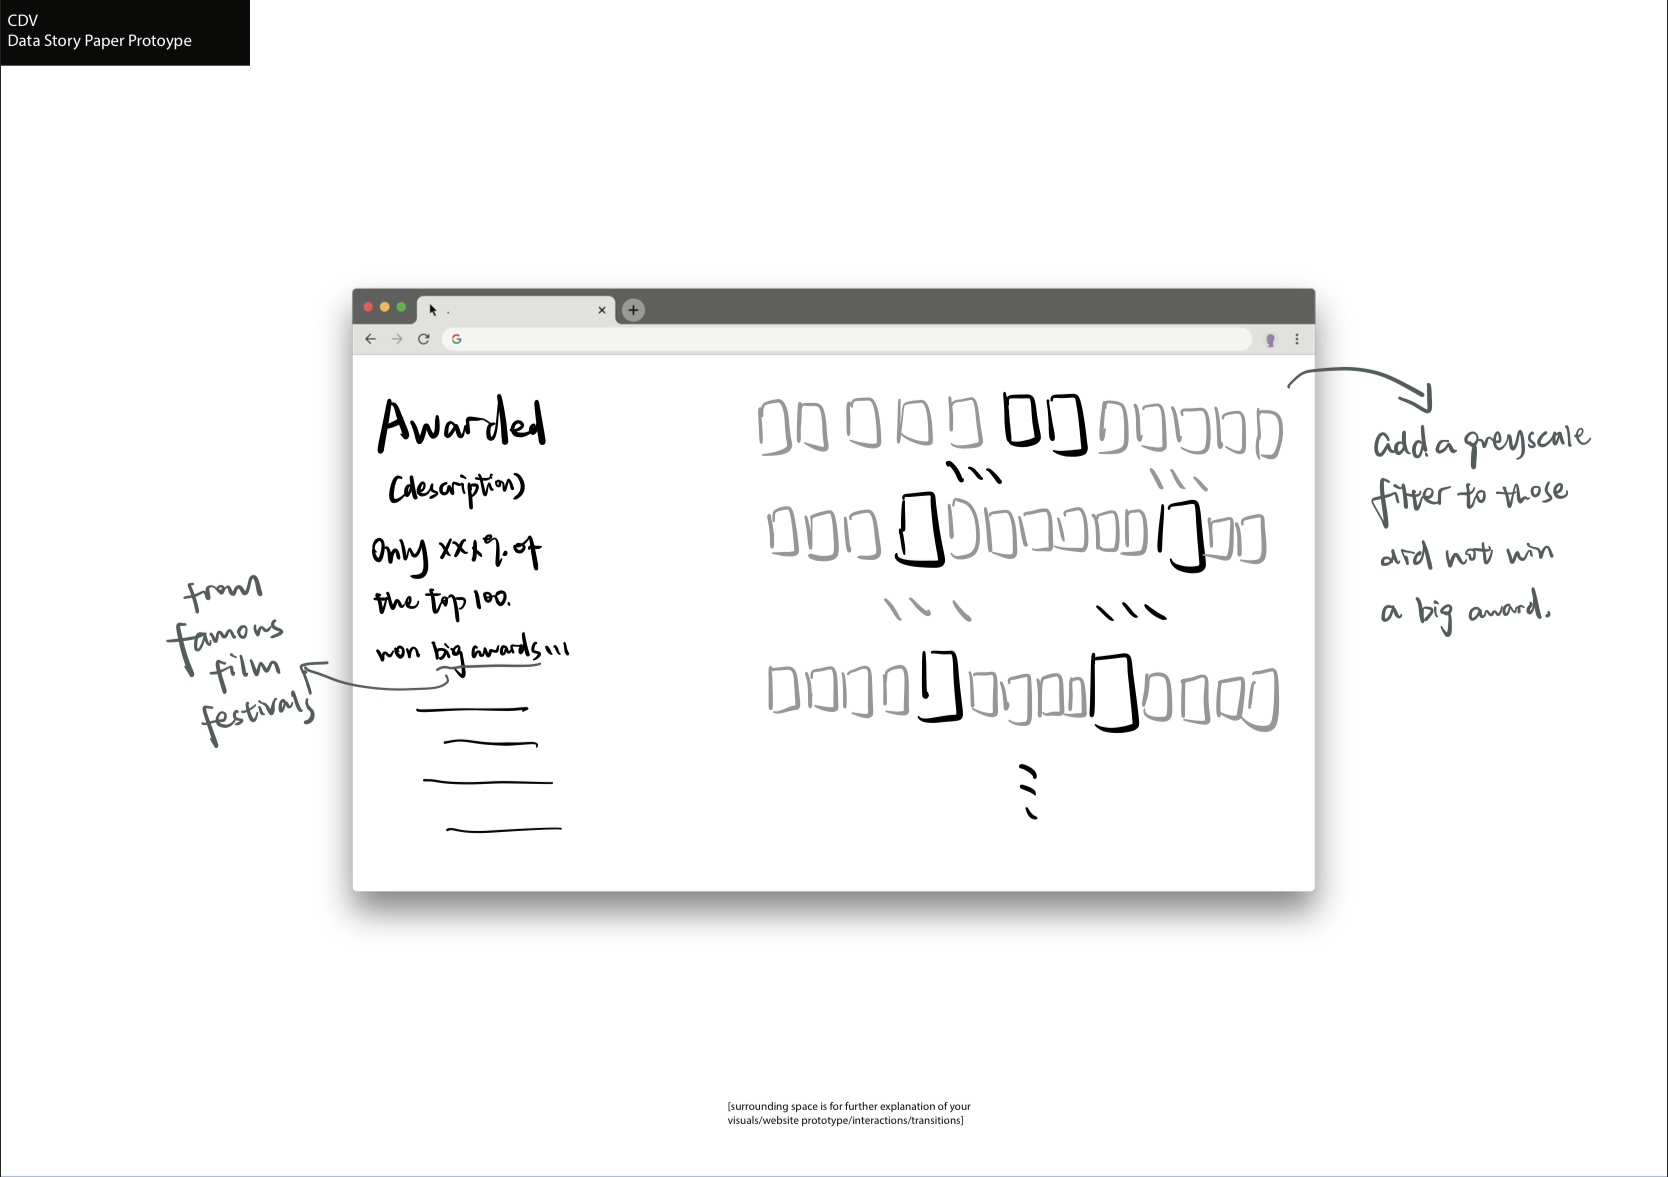 CDV
Data Story Paper Protoype
Awarded
(description)
Only xxx% of
the top 100.
won big awards...
from
famous
film
festivals
add a greyscale
filter to those
did not win
a big award.
[surrounding space is for further explanation of your
visuals/website prototype/interactions/transitions]